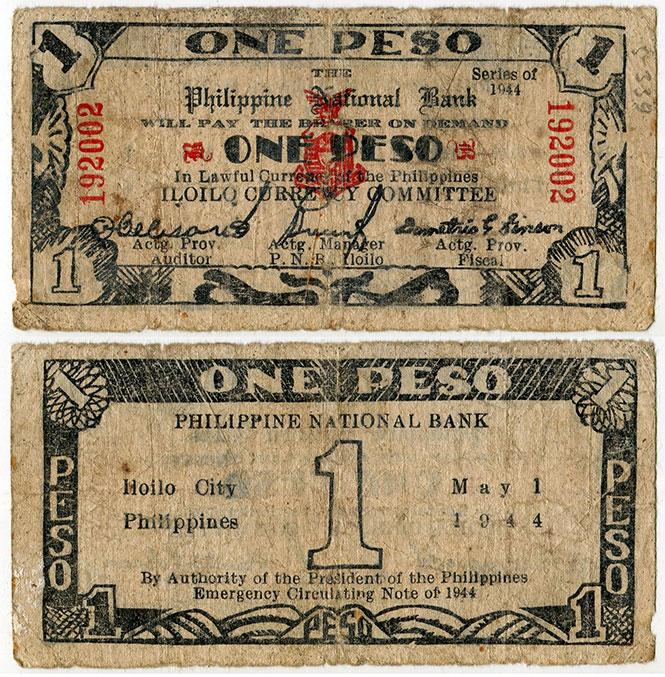 1 ONE PESO 1
THE
Series of
1944
Philippine National Bank
WILL PAY THE BEARER ON DEMAND
192002
ONE PESO
192002
In Lawful Currency of the Philippines
ILOILO CURRENCY COMMITTEE
Actg. Prov. Actg. Manager Actg. Prov.
Auditor P. N. B. Iloilo Fiscal
1 1
1 ONE PESO 1
PHILIPPINE NATIONAL BANK
PESO
Iloilo City May 1
Philippines 1944
1
PESO
By Authority of the President of the Philippines
Emergency Circulating Note of 1944
1 PESO 1